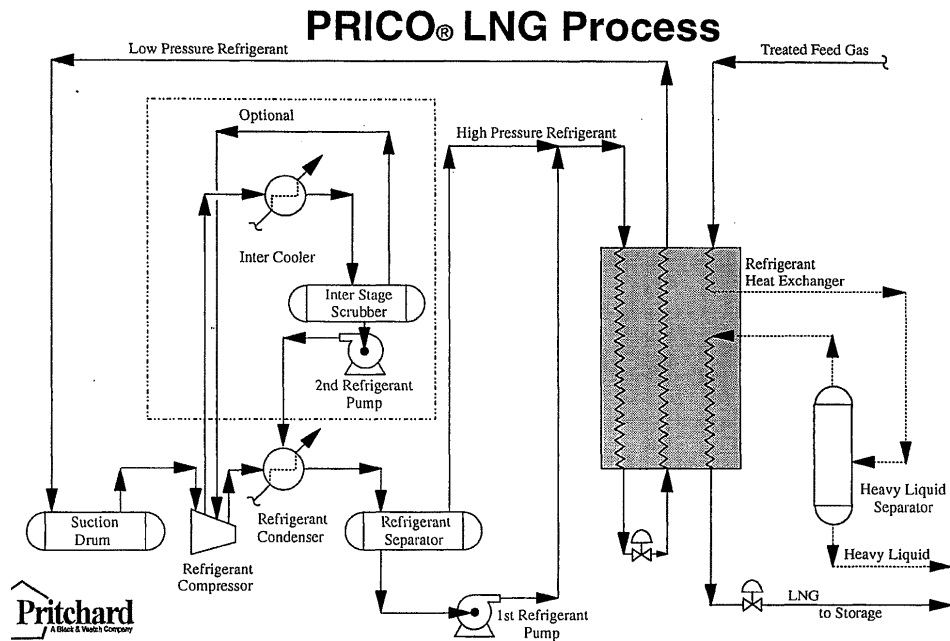 PRICO® LNG Process
Low Pressure Refrigerant
Treated Feed Gas
Optional
High Pressure Refrigerant
Inter Cooler
Refrigerant
Heat Exchanger
Inter Stage
Scrubber
2nd Refrigerant
Pump
Suction
Drum
Refrigerant
Condenser
Refrigerant
Separator
Heavy Liquid
Separator
Refrigerant
Compressor
Heavy Liquid
Pritchard
A Black & Veatch Company
1st Refrigerant
Pump
LNG
to Storage